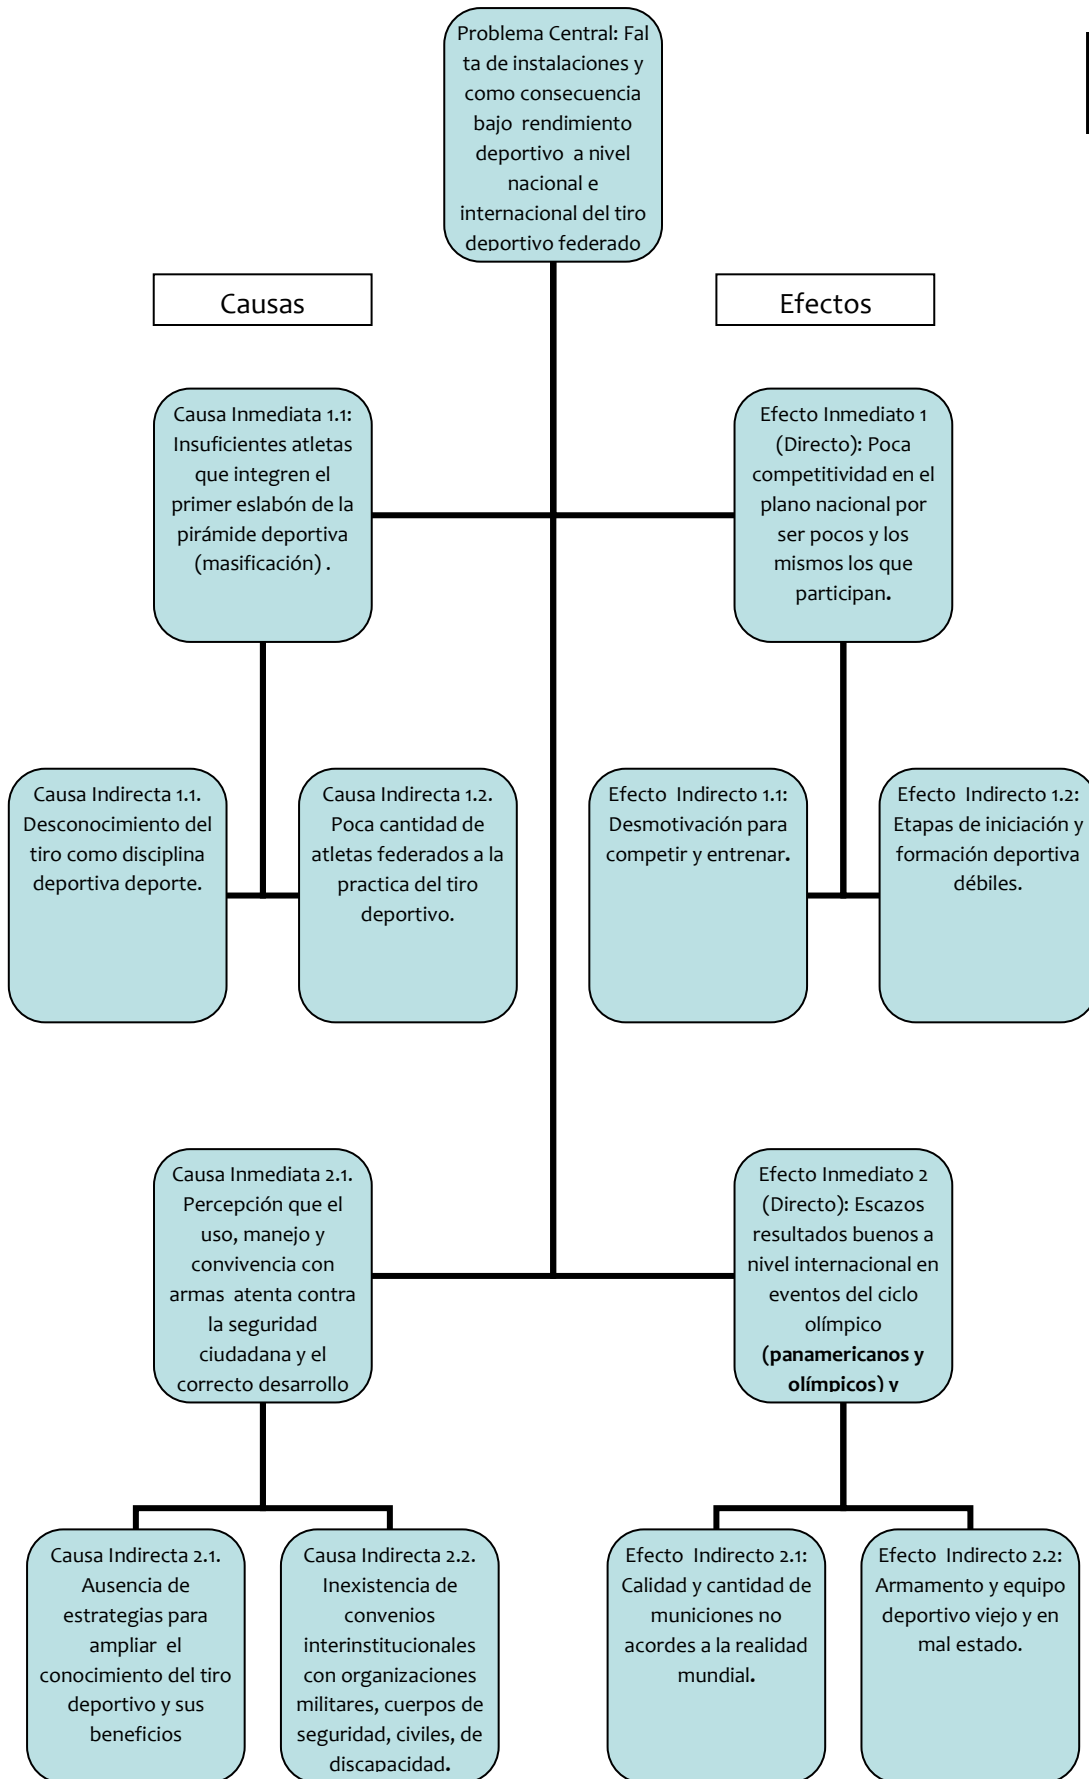 Problema Central: Fal
ta de instalaciones y
como consecuencia
bajo rendimiento
deportivo a nivel
nacional e
internacional del tiro
deportivo federado
Causas
Efectos
Causa Inmediata 1.1:
Insuficientes atletas
que integren el
primer eslabón de la
pirámide deportiva
(masificación) .
Efecto Inmediato 1
(Directo): Poca
competitividad en el
plano nacional por
ser pocos y los
mismos los que
participan.
Causa Indirecta 1.1.
Desconocimiento del
tiro como disciplina
deportiva deporte.
Causa Indirecta 1.2.
Poca cantidad de
atletas federados a la
practica del tiro
deportivo.
Efecto Indirecto 1.1:
Desmotivación para
competir y entrenar.
Efecto Indirecto 1.2:
Etapas de iniciación y
formación deportiva
débiles.
Causa Inmediata 2.1.
Percepción que el
uso, manejo y
convivencia con
armas atenta contra
la seguridad
ciudadana y el
correcto desarrollo
Efecto Inmediato 2
(Directo): Escazos
resultados buenos a
nivel internacional en
eventos del ciclo
olímpico
(panamericanos y
olímpicos) y
Causa Indirecta 2.1.
Ausencia de
estrategias para
ampliar el
conocimiento del tiro
deportivo y sus
beneficios
Causa Indirecta 2.2.
Inexistencia de
convenios
interinstitucionales
con organizaciones
militares, cuerpos de
seguridad, civiles, de
discapacidad.
Efecto Indirecto 2.1:
Calidad y cantidad de
municiones no
acordes a la realidad
mundial.
Efecto Indirecto 2.2:
Armamento y equipo
deportivo viejo y en
mal estado.